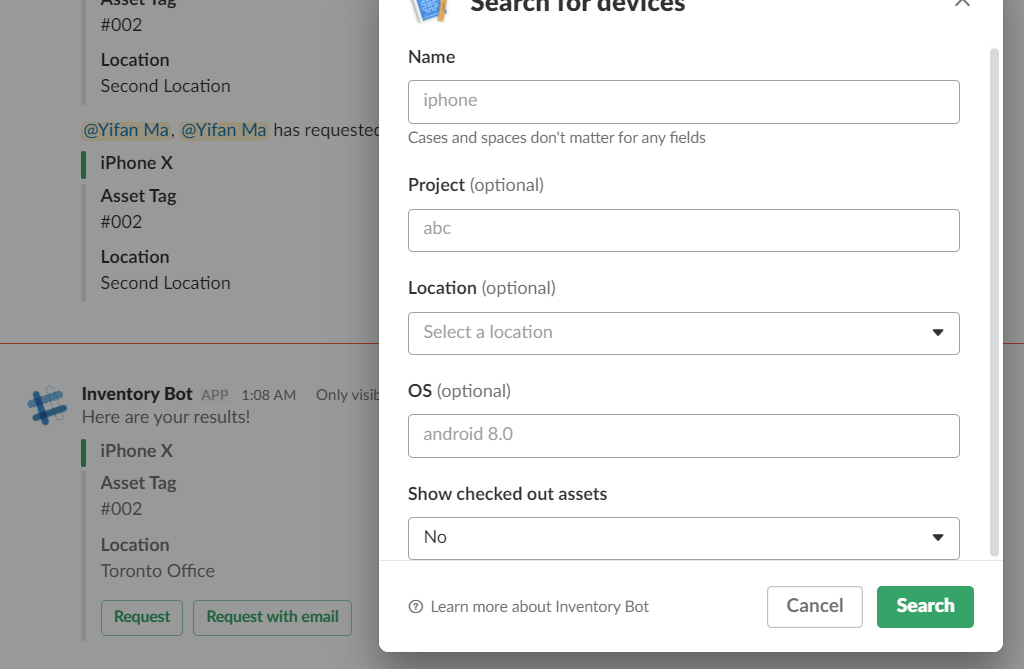 Asset Tag
#002
Location
Second Location
@Yifan Ma, @Yifan Ma has requested
iPhone X
Asset Tag
#002
Location
Second Location
Inventory Bot APP 1:08 AM Only visib
Here are your results!
iPhone X
Asset Tag
#002
Location
Toronto Office
Request Request with email
Search for devices
Name
iphone
Cases and spaces don't matter for any fields
Project (optional)
abc
Location (optional)
Select a location
OS (optional)
android 8.0
Show checked out assets
No
Learn more about Inventory Bot
Cancel Search